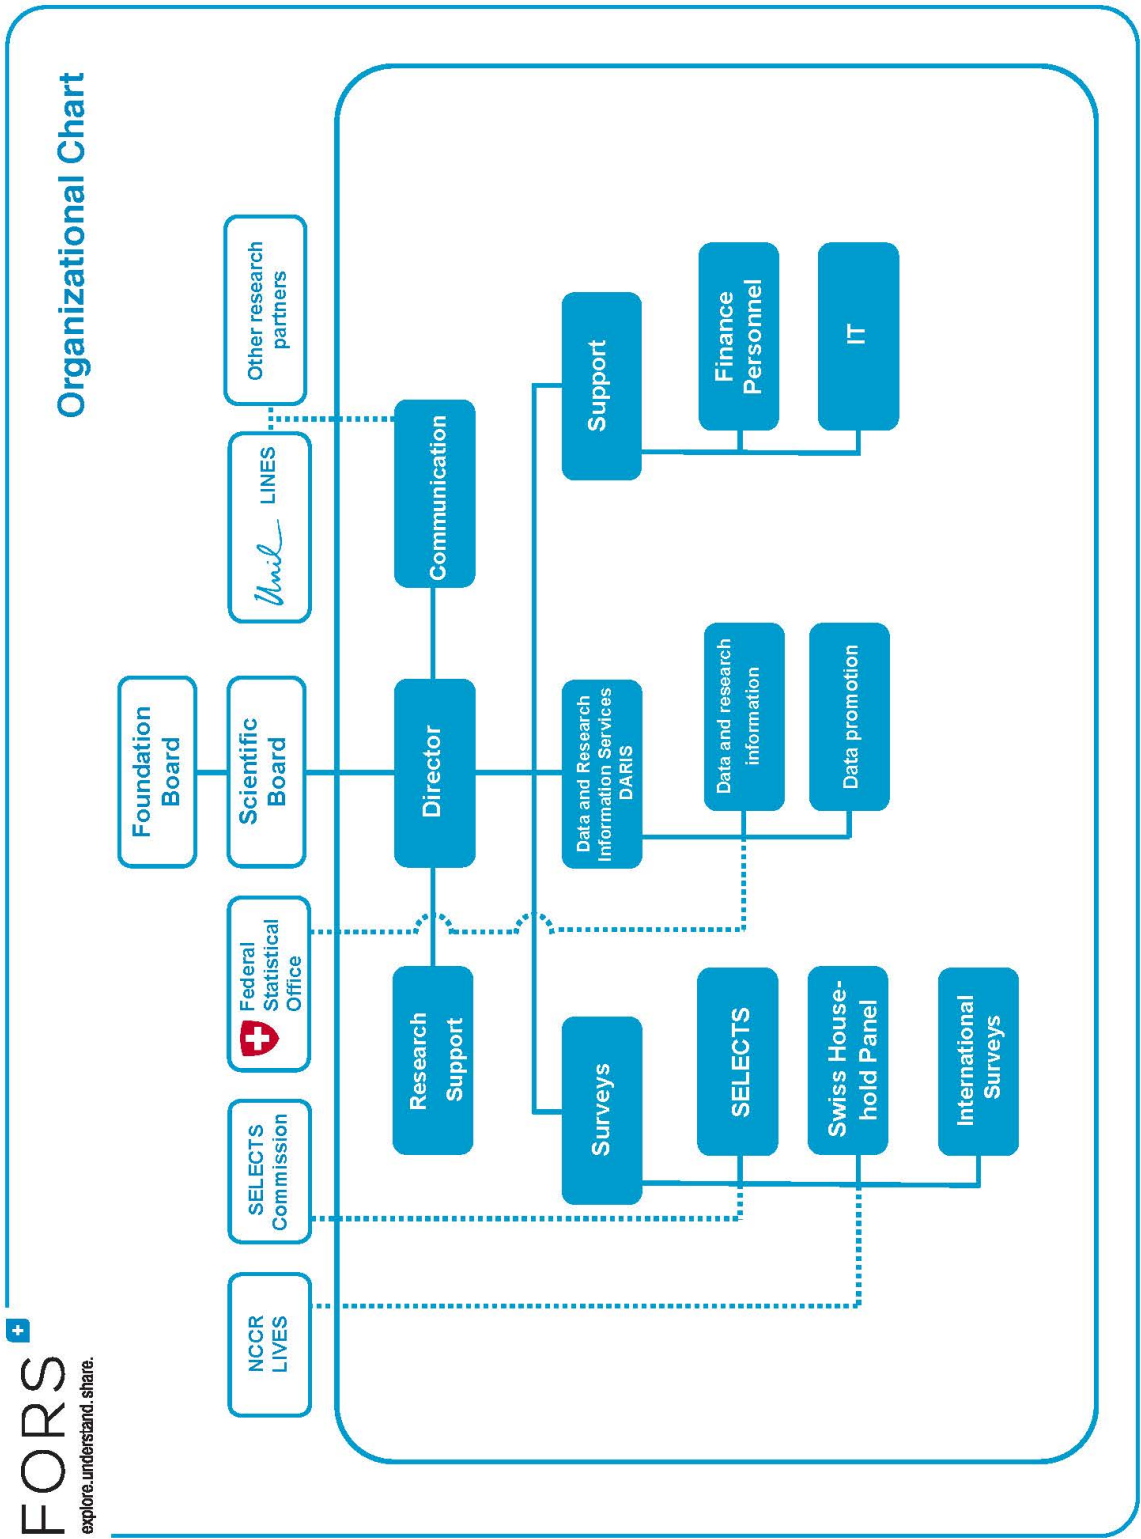 FORS
explore.understand.share.
Organizational Chart
Foundation
Board
NCCR
LIVES
SELECTS
Commission
Federal
Statistical
Office
Scientific
Board
Unil LINES
Other research
partners
Research
Support
Director
Communication
Surveys
Data and Research
Information Services
DARIS
Support
SELECTS
Swiss House-
hold Panel
International
Surveys
Data and research
information
Data promotion
Finance
Personnel
IT